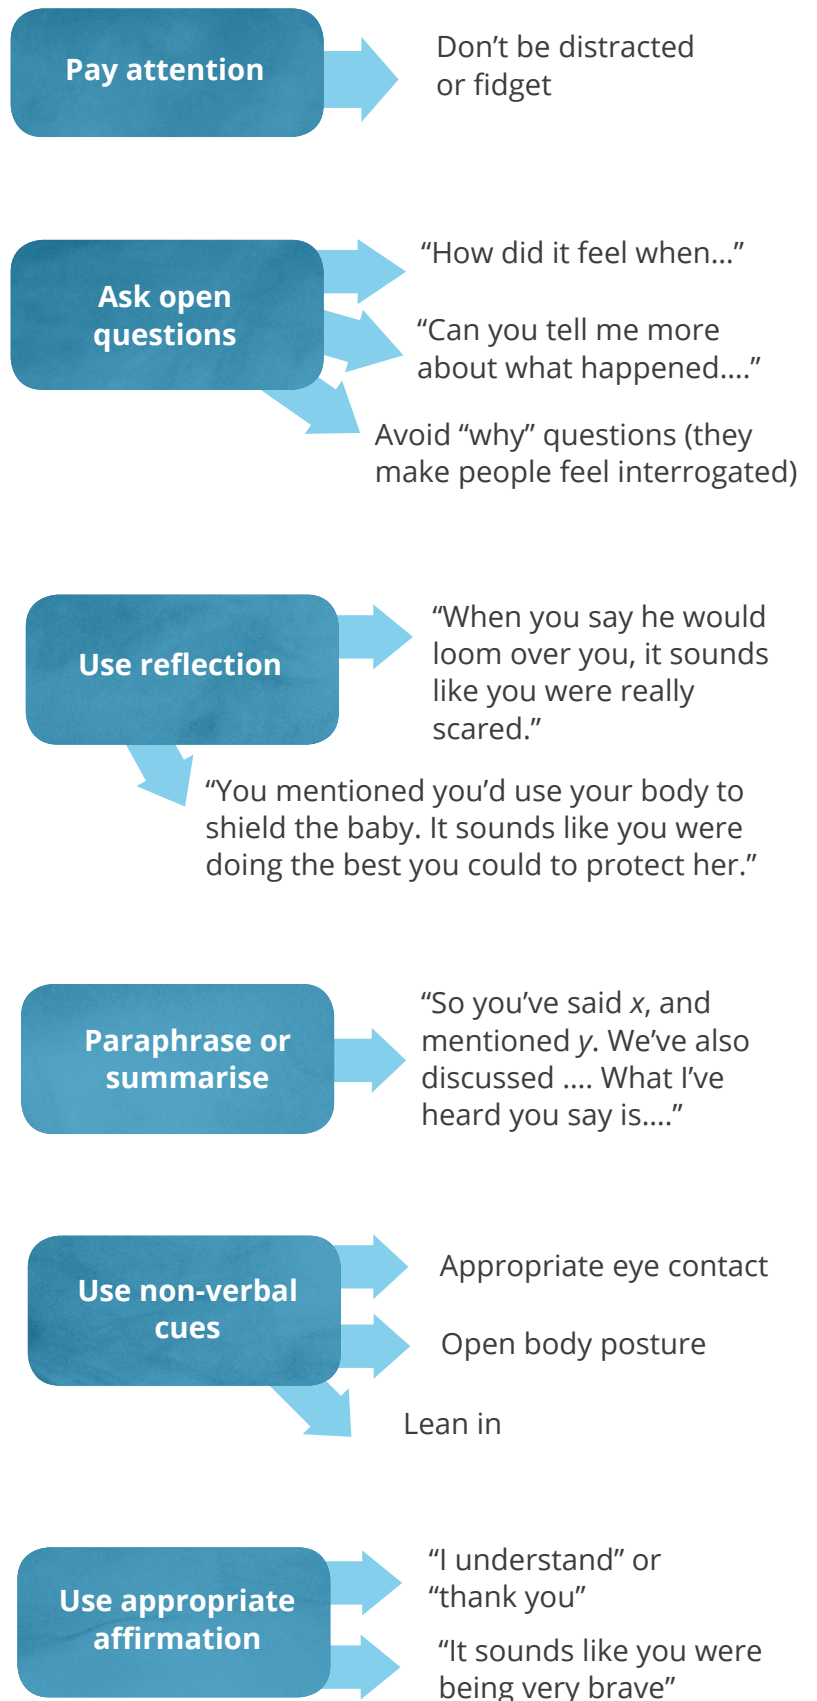 Pay attention
Don’t be distracted
or fidget
Ask open
questions
“How did it feel when...”
“Can you tell me more
about what happened....”
Avoid “why” questions (they
make people feel interrogated)
Use reflection
“When you say he would
loom over you, it sounds
like you were really
scared.”
“You mentioned you’d use your body to
shield the baby. It sounds like you were
doing the best you could to protect her.”
Paraphrase or
summarise
“So you’ve said x, and
mentioned y. We’ve also
discussed .... What I’ve
heard you say is....”
Use non-verbal
cues
Appropriate eye contact
Open body posture
Lean in
Use appropriate
affirmation
“I understand” or
“thank you”
“It sounds like you were
being very brave”